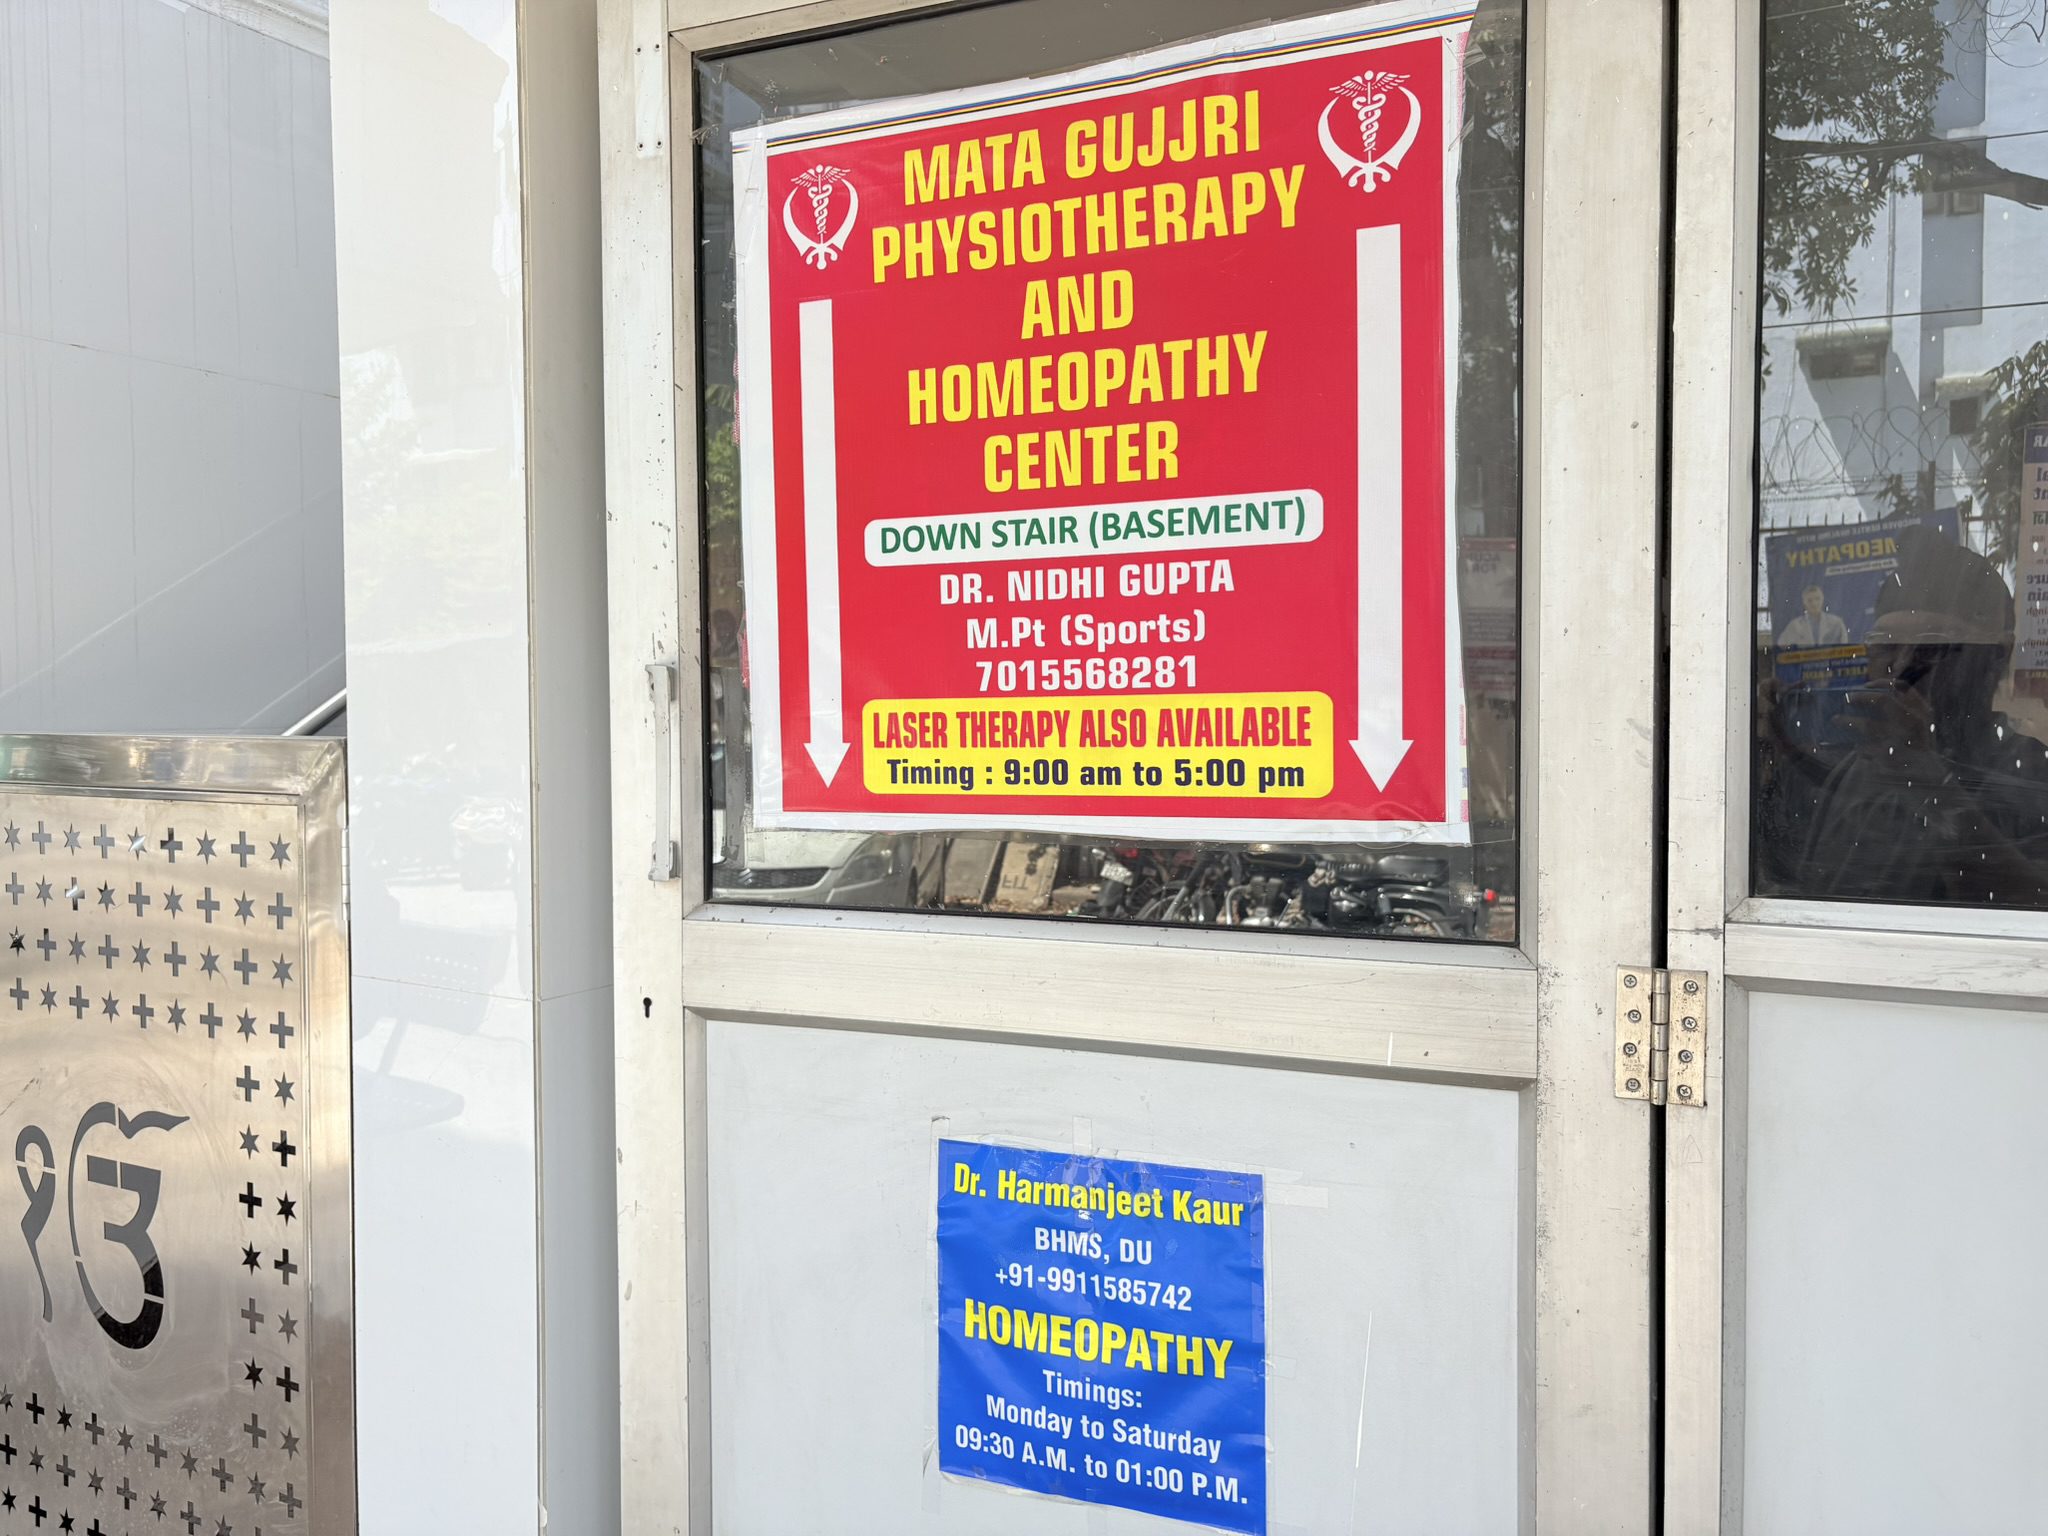 MATA GUJJRI
PHYSIOTHERAPY
AND
HOMEOPATHY
CENTER
DOWN STAIR (BASEMENT)
DR. NIDHI GUPTA
M.Pt (Sports)
7015568281
LASER THERAPY ALSO AVAILABLE
Timing : 9:00 am to 5:00 pm
ੴ
Dr. Harmanjeet Kaur
BHMS, DU
+91-9911585742
HOMEOPATHY
Timings:
Monday to Saturday
09:30 A.M. to 01:00 P.M.